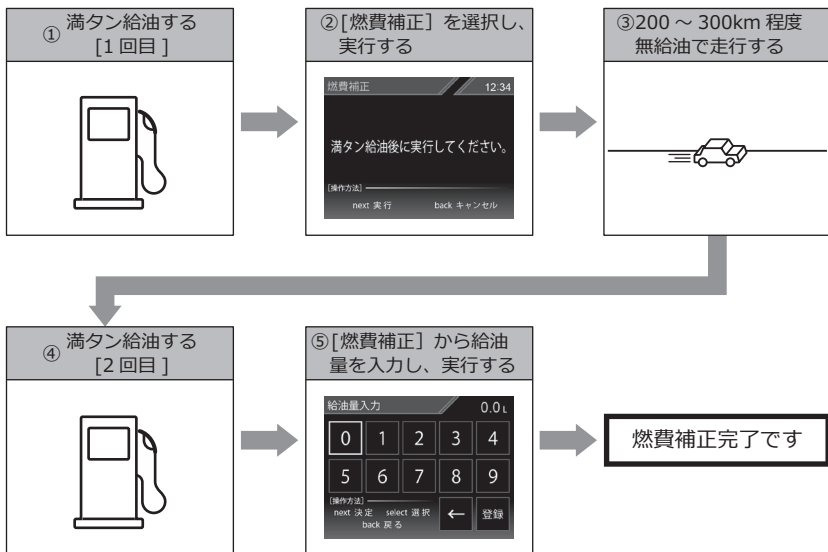 ① 満タン給油する
[1 回目 ]
②[燃費補正］を選択し、
実行する
燃費補正 12:34
満タン給油後に実行してください。
[操作方法]
next 実 行 back キャンセル
③200 ～ 300km 程度
無給油で走行する
④ 満タン給油する
[2 回目 ]
⑤[燃費補正］から給油
量を入力し、実行する
給油量入力 0.0L
0 1 2 3 4
5 6 7 8 9
[操作方法]
next 決 定 select 選 択
back 戻 る
← 登録
燃費補正完了です